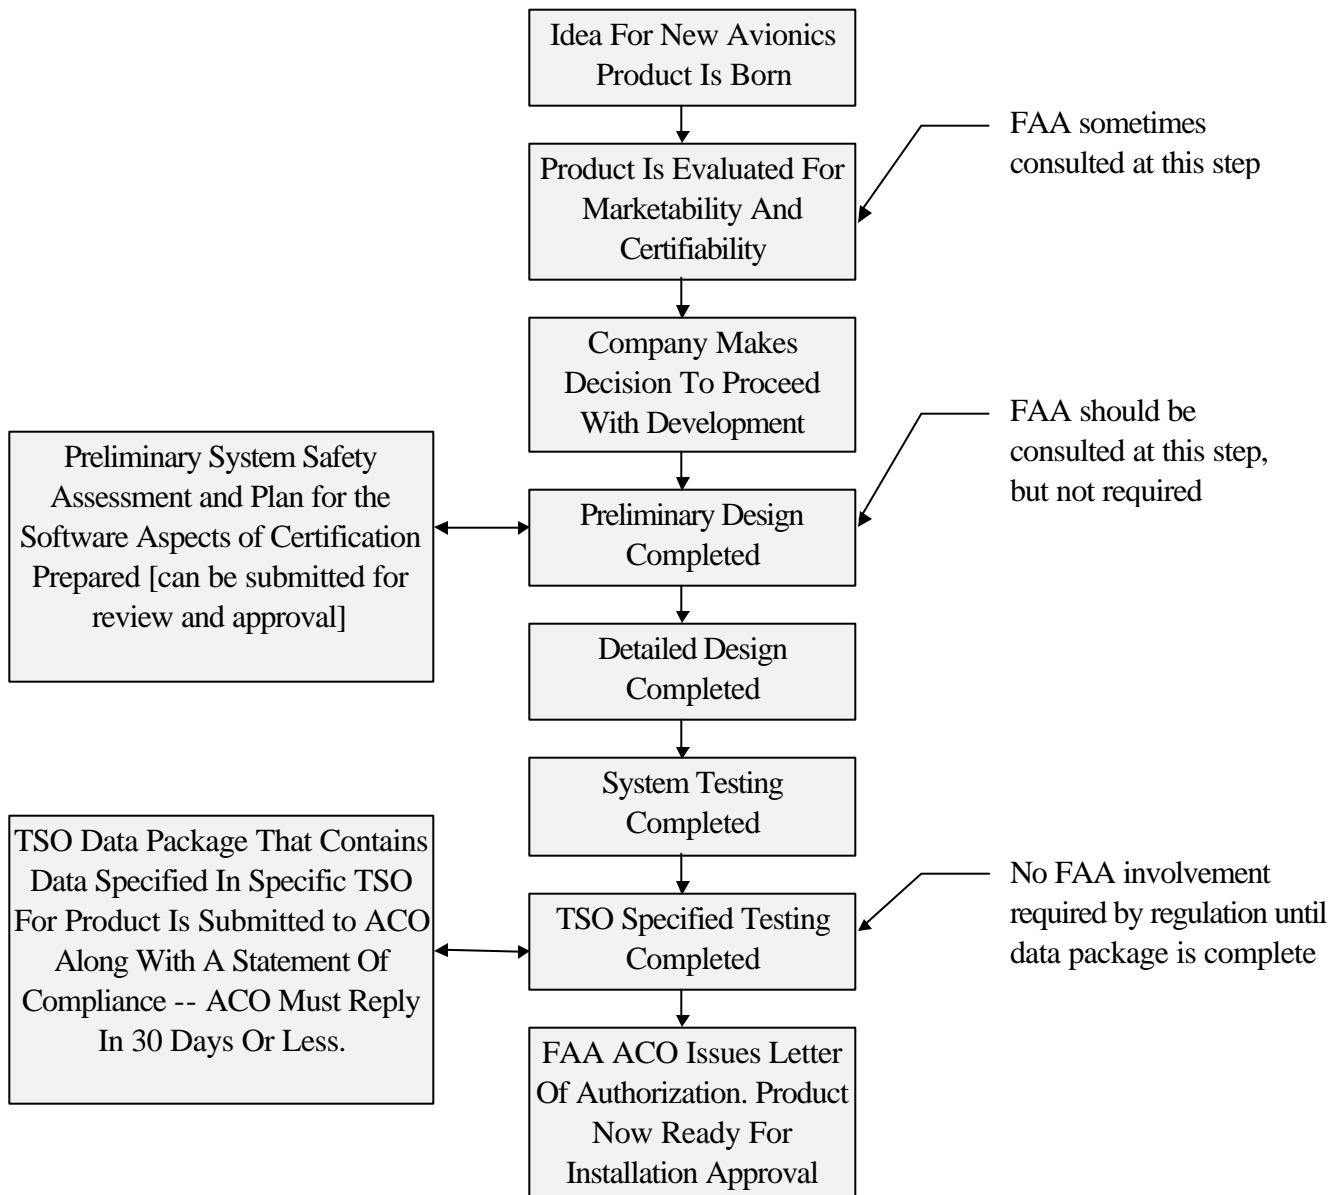 Idea For New Avionics
Product Is Born
FAA sometimes
consulted at this step
Product Is Evaluated For
Marketability And
Certifiability
Company Makes
Decision To Proceed
With Development
FAA should be
consulted at this step,
but not required
Preliminary System Safety
Assessment and Plan for the
Software Aspects of Certification
Prepared [can be submitted for
review and approval]
Preliminary Design
Completed
Detailed Design
Completed
System Testing
Completed
TSO Data Package That Contains
Data Specified In Specific TSO
For Product Is Submitted to ACO
Along With A Statement Of
Compliance -- ACO Must Reply
In 30 Days Or Less.
TSO Specified Testing
Completed
No FAA involvement
required by regulation until
data package is complete
FAA ACO Issues Letter
Of Authorization. Product
Now Ready For
Installation Approval